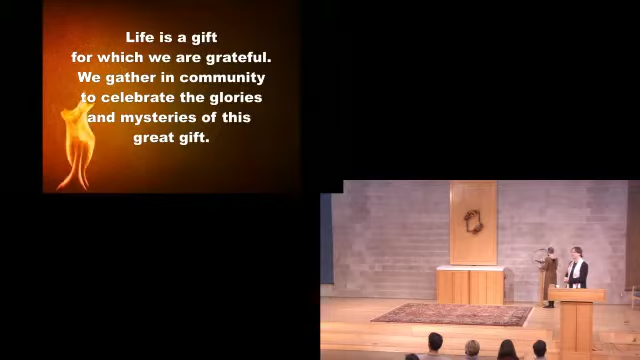 Life is a gift
for which we are grateful.
We gather in community
to celebrate the glories
and mysteries of this
great gift.